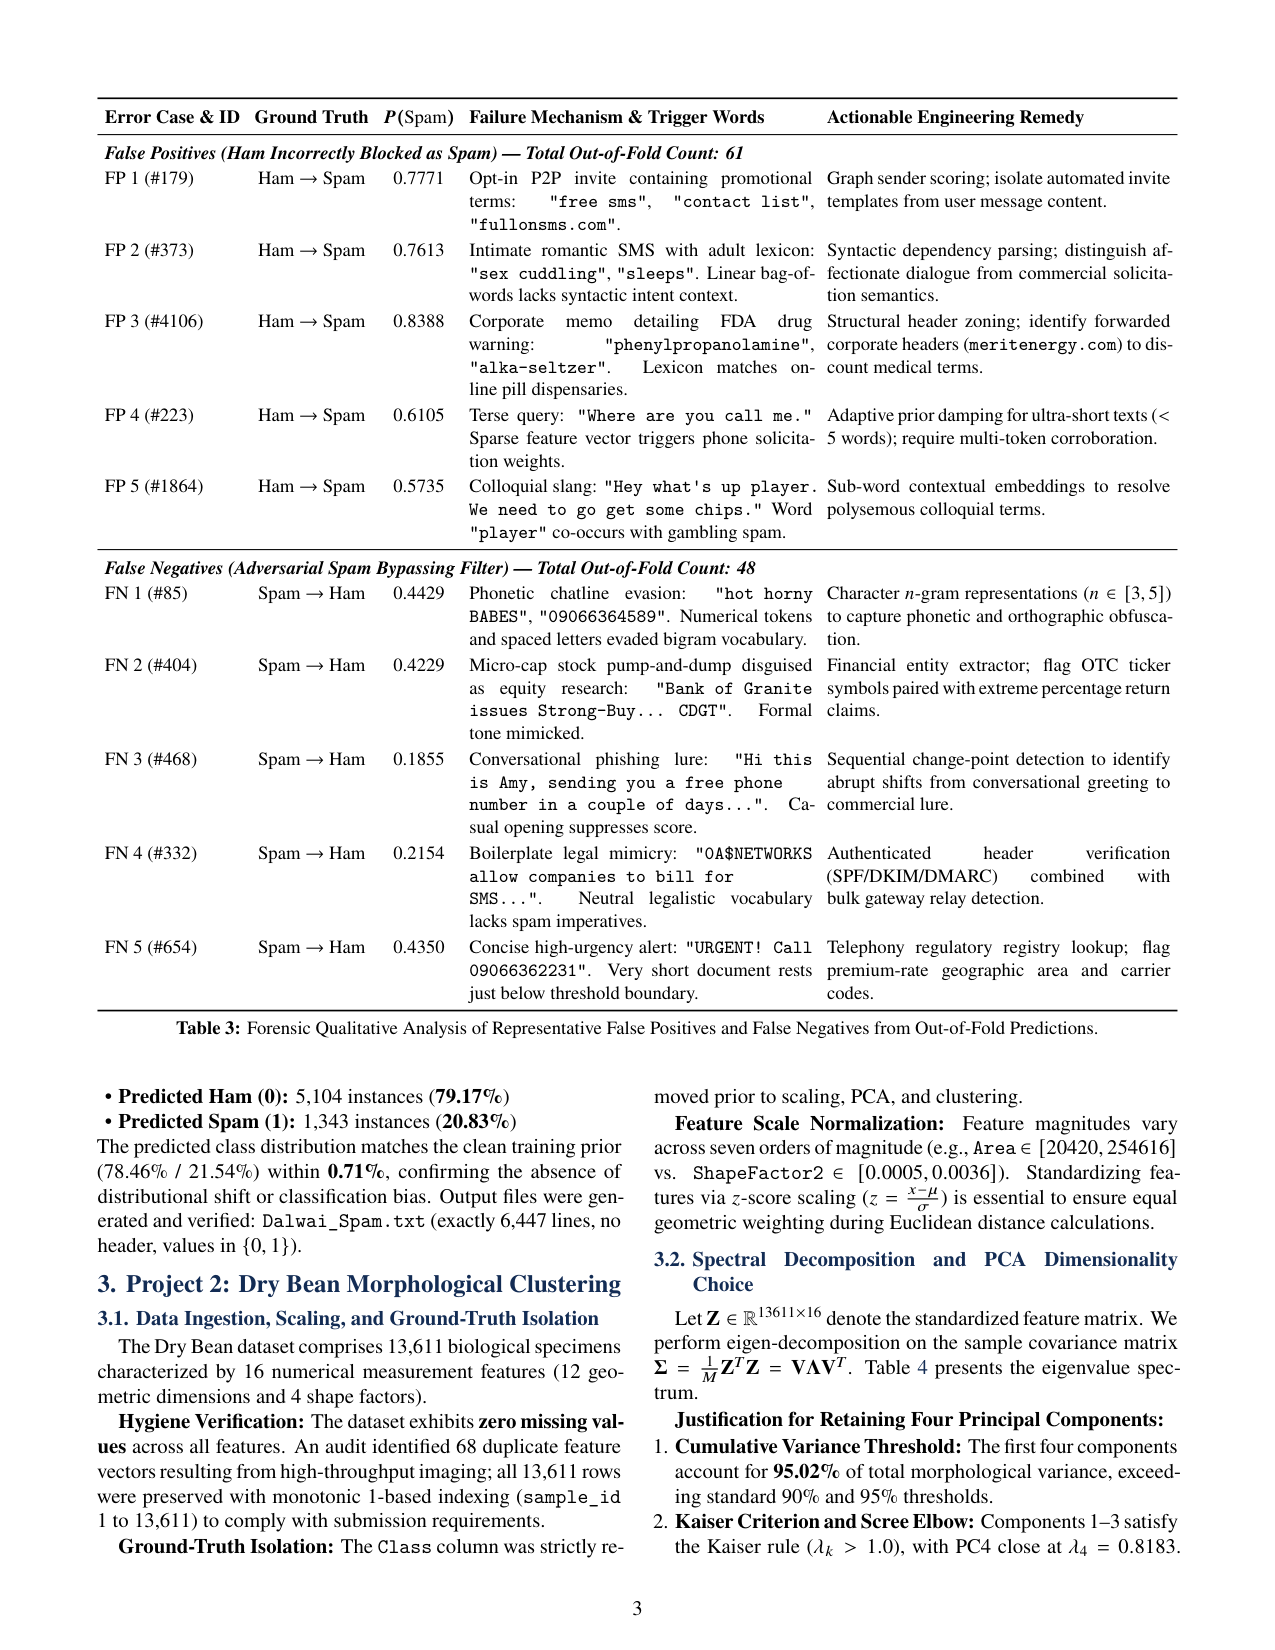 Error Case & ID Ground Truth P(Spam) Failure Mechanism & Trigger Words Actionable Engineering Remedy
False Positives (Ham Incorrectly Blocked as Spam) — Total Out-of-Fold Count: 61
FP 1 (#179) Ham → Spam 0.7771 Opt-in P2P invite containing promotional Graph sender scoring; isolate automated invite
terms: "free sms", "contact list", templates from user message content.
"fullonsms.com".
FP 2 (#373) Ham → Spam 0.7613 Intimate romantic SMS with adult lexicon: Syntactic dependency parsing; distinguish af-
"sex cuddling", "sleeps". Linear bag-of- fectionate dialogue from commercial solicita-
words lacks syntactic intent context. tion semantics.
FP 3 (#4106) Ham → Spam 0.8388 Corporate memo detailing FDA drug Structural header zoning; identify forwarded
warning: "phenylpropanolamine", corporate headers (meritenergy.com) to dis-
"alka-seltzer". Lexicon matches on- count medical terms.
line pill dispensaries.
FP 4 (#223) Ham → Spam 0.6105 Terse query: "Where are you call me." Adaptive prior damping for ultra-short texts (<
Sparse feature vector triggers phone solicita- 5 words); require multi-token corroboration.
tion weights.
FP 5 (#1864) Ham → Spam 0.5735 Colloquial slang: "Hey what's up player. Sub-word contextual embeddings to resolve
We need to go get some chips." Word polysemous colloquial terms.
"player" co-occurs with gambling spam.
False Negatives (Adversarial Spam Bypassing Filter) — Total Out-of-Fold Count: 48
FN 1 (#85) Spam → Ham 0.4429 Phonetic chatline evasion: "hot horny Character n-gram representations (n ∈ [3, 5])
BABES", "09066364589". Numerical tokens to capture phonetic and orthographic obfusca-
and spaced letters evaded bigram vocabulary. tion.
FN 2 (#404) Spam → Ham 0.4229 Micro-cap stock pump-and-dump disguised Financial entity extractor; flag OTC ticker
as equity research: "Bank of Granite symbols paired with extreme percentage return
issues Strong-Buy... CDGT". Formal claims.
tone mimicked.
FN 3 (#468) Spam → Ham 0.1855 Conversational phishing lure: "Hi this Sequential change-point detection to identify
is Amy, sending you a free phone abrupt shifts from conversational greeting to
number in a couple of days...". Ca- commercial lure.
sual opening suppresses score.
FN 4 (#332) Spam → Ham 0.2154 Boilerplate legal mimicry: "0A$NETWORKS Authenticated header verification
allow companies to bill for (SPF/DKIM/DMARC) combined with
SMS...". Neutral legalistic vocabulary bulk gateway relay detection.
lacks spam imperatives.
FN 5 (#654) Spam → Ham 0.4350 Concise high-urgency alert: "URGENT! Call Telephony regulatory registry lookup; flag
09066362231". Very short document rests premium-rate geographic area and carrier
just below threshold boundary. codes.
Table 3: Forensic Qualitative Analysis of Representative False Positives and False Negatives from Out-of-Fold Predictions.
• Predicted Ham (0): 5,104 instances (79.17%)
• Predicted Spam (1): 1,343 instances (20.83%)
The predicted class distribution matches the clean training prior
(78.46% / 21.54%) within 0.71%, confirming the absence of
distributional shift or classification bias. Output files were gen-
erated and verified: Dalwai_Spam.txt (exactly 6,447 lines, no
header, values in {0, 1}).
3. Project 2: Dry Bean Morphological Clustering
3.1. Data Ingestion, Scaling, and Ground-Truth Isolation
The Dry Bean dataset comprises 13,611 biological specimens
characterized by 16 numerical measurement features (12 geo-
metric dimensions and 4 shape factors).
Hygiene Verification: The dataset exhibits zero missing val-
ues across all features. An audit identified 68 duplicate feature
vectors resulting from high-throughput imaging; all 13,611 rows
were preserved with monotonic 1-based indexing (sample_id
1 to 13,611) to comply with submission requirements.
Ground-Truth Isolation: The Class column was strictly re-
moved prior to scaling, PCA, and clustering.
Feature Scale Normalization: Feature magnitudes vary
across seven orders of magnitude (e.g., Area ∈ [20420, 254616]
vs. ShapeFactor2 ∈ [0.0005, 0.0036]). Standardizing fea-
tures via z-score scaling (z = x−μ/σ) is essential to ensure equal
geometric weighting during Euclidean distance calculations.
3.2. Spectral Decomposition and PCA Dimensionality
Choice
Let Z ∈ ℝ^13611×16 denote the standardized feature matrix. We
perform eigen-decomposition on the sample covariance matrix
Σ = 1/M Z^T Z = VΛV^T. Table 4 presents the eigenvalue spec-
trum.
Justification for Retaining Four Principal Components:
1. Cumulative Variance Threshold: The first four components
account for 95.02% of total morphological variance, exceed-
ing standard 90% and 95% thresholds.
2. Kaiser Criterion and Scree Elbow: Components 1–3 satisfy
the Kaiser rule (λk > 1.0), with PC4 close at λ4 = 0.8183.
3